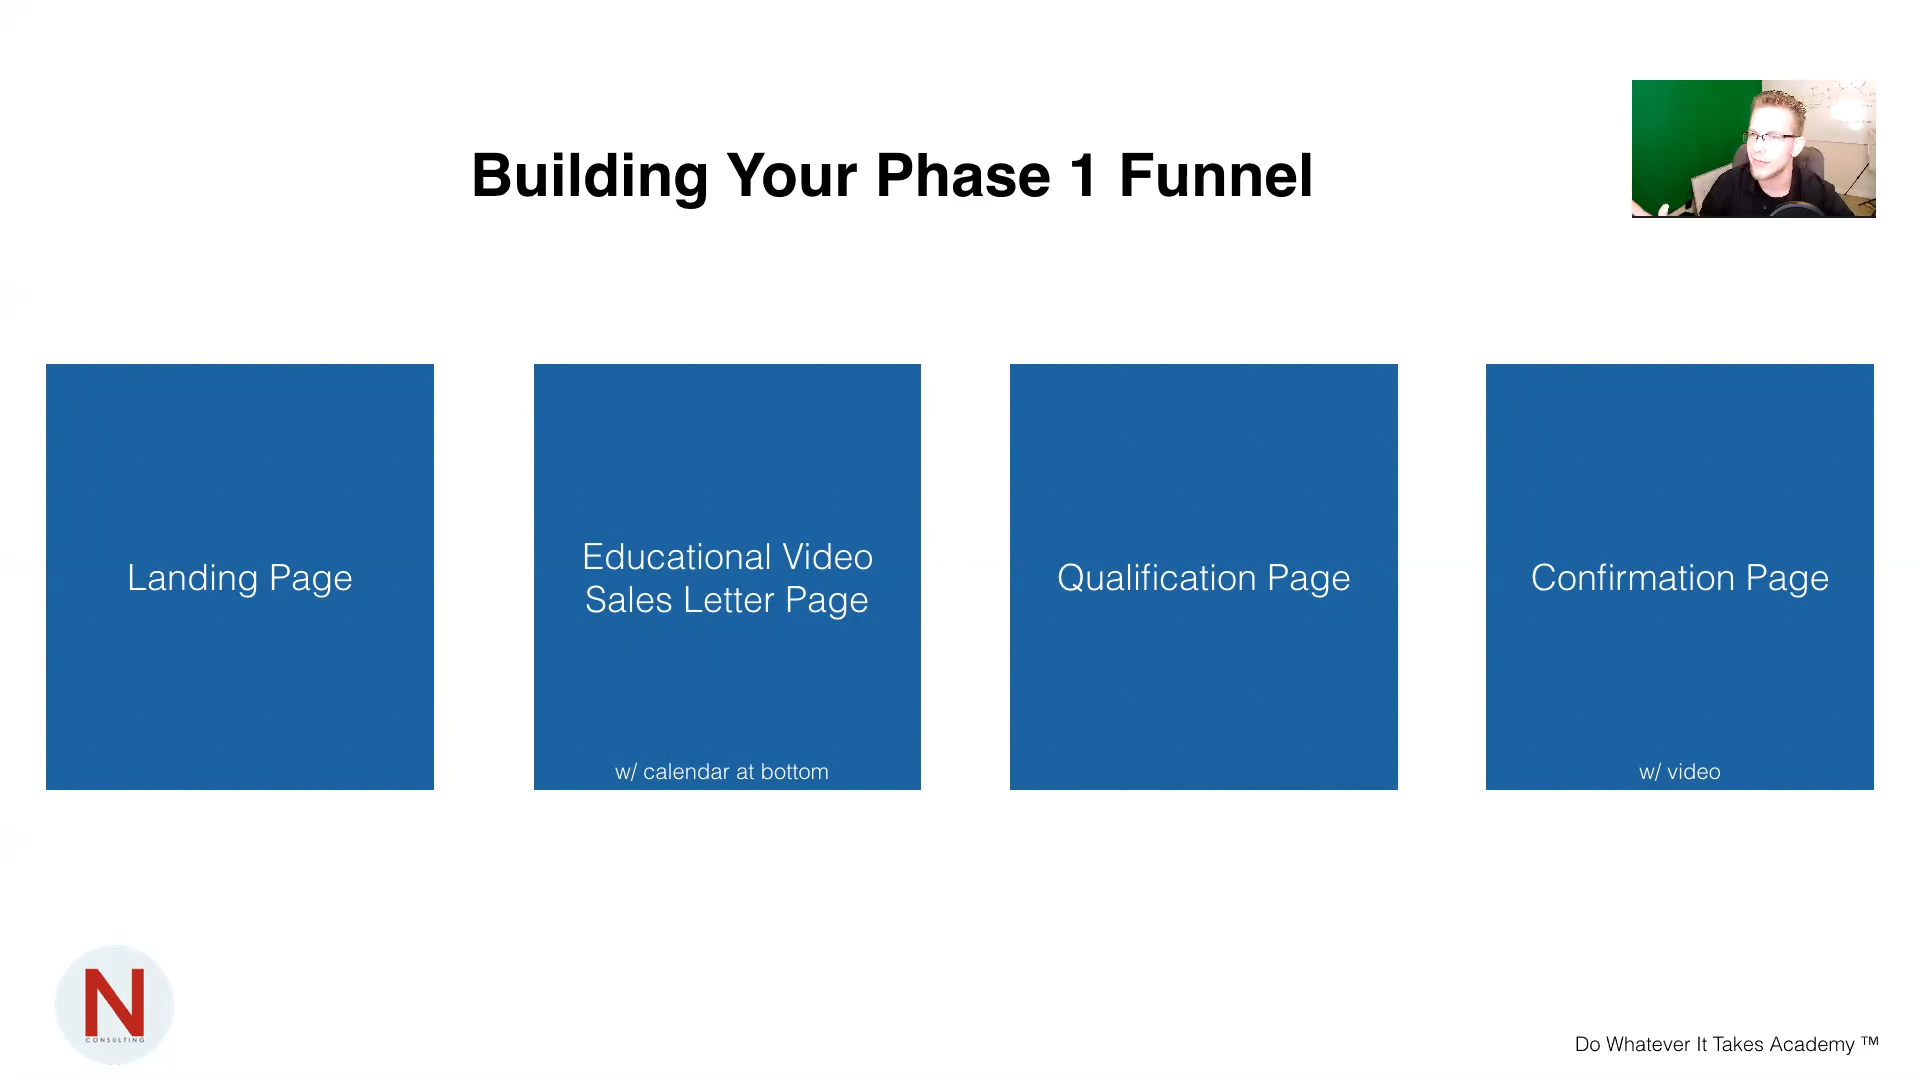 Building Your Phase 1 Funnel
Landing Page
Educational Video
Sales Letter Page
w/ calendar at bottom
Qualification Page
Confirmation Page
w/ video
N
CONSULTING
Do Whatever It Takes Academy ™